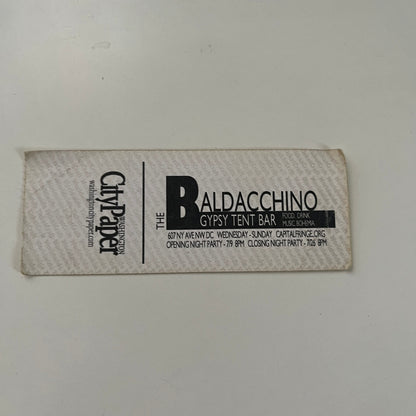 WASHINGTON
CityPaper
washingtoncitypaper.com
THE BALDACCHINO
GYPSY TENT BAR
FOOD. DRINK
MUSIC. BOHEMIA.
607 NY AVE NW DC WEDNESDAY - SUNDAY CAPITALFRINGE.ORG
OPENING NIGHT PARTY - 7/9 8PM CLOSING NIGHT PARTY - 7/26 8PM